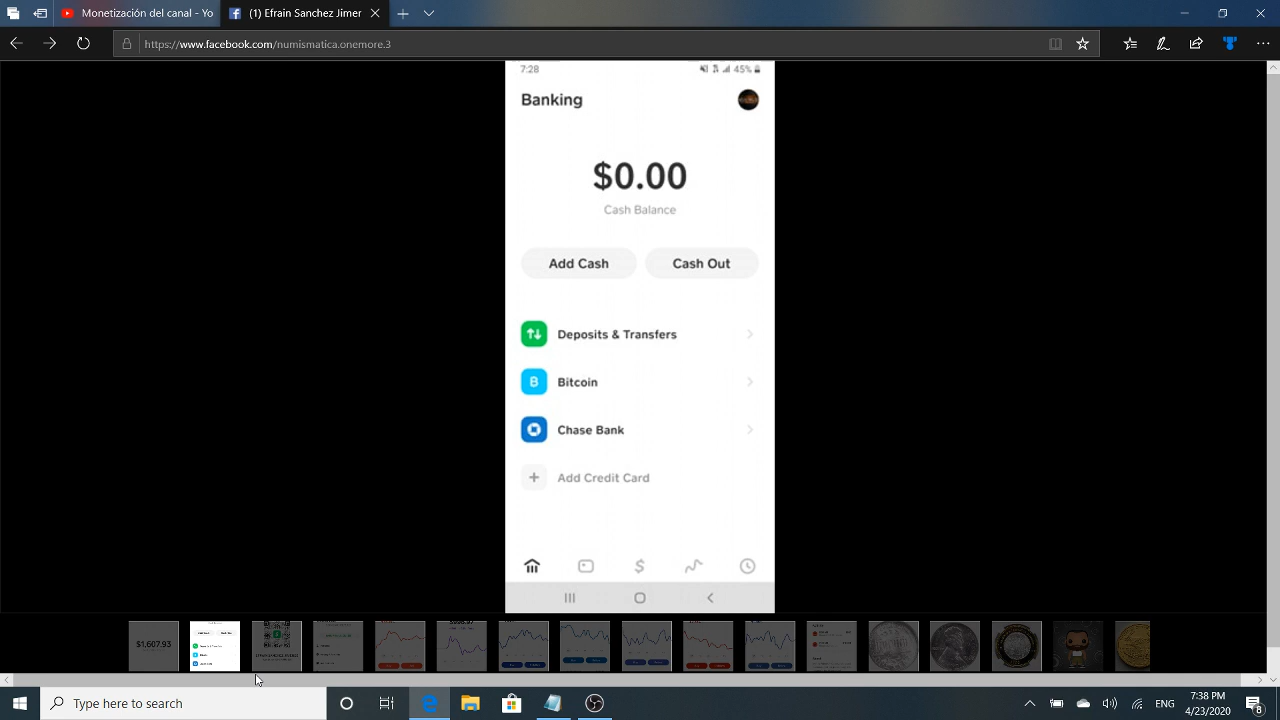 Monetización del canal - Yo
(1) Efrain Sanchez Jimer
https://www.facebook.com/numismatica.onemore.3
7:28
45%
Banking
$0.00
Cash Balance
Add Cash
Cash Out
Deposits & Transfers
Bitcoin
Chase Bank
Add Credit Card
$1,607.93
Type here to search
7:38 PM
4/23/2020
6